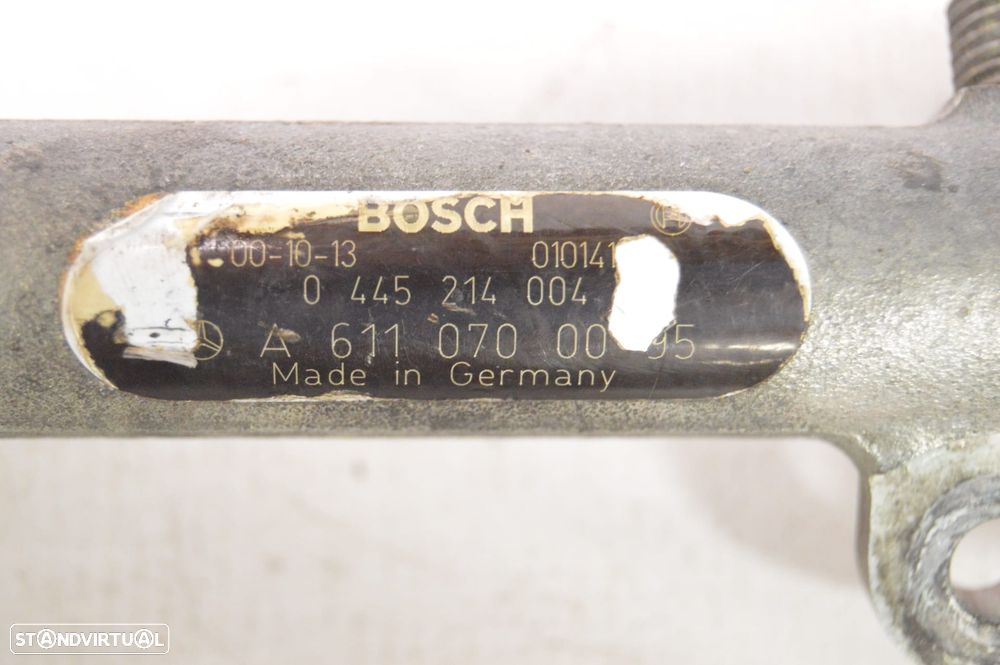 BOSCH
00-10-13 010141
0 445 214 004
A 611 070 00 95
Made in Germany
STANDVIRTUAL